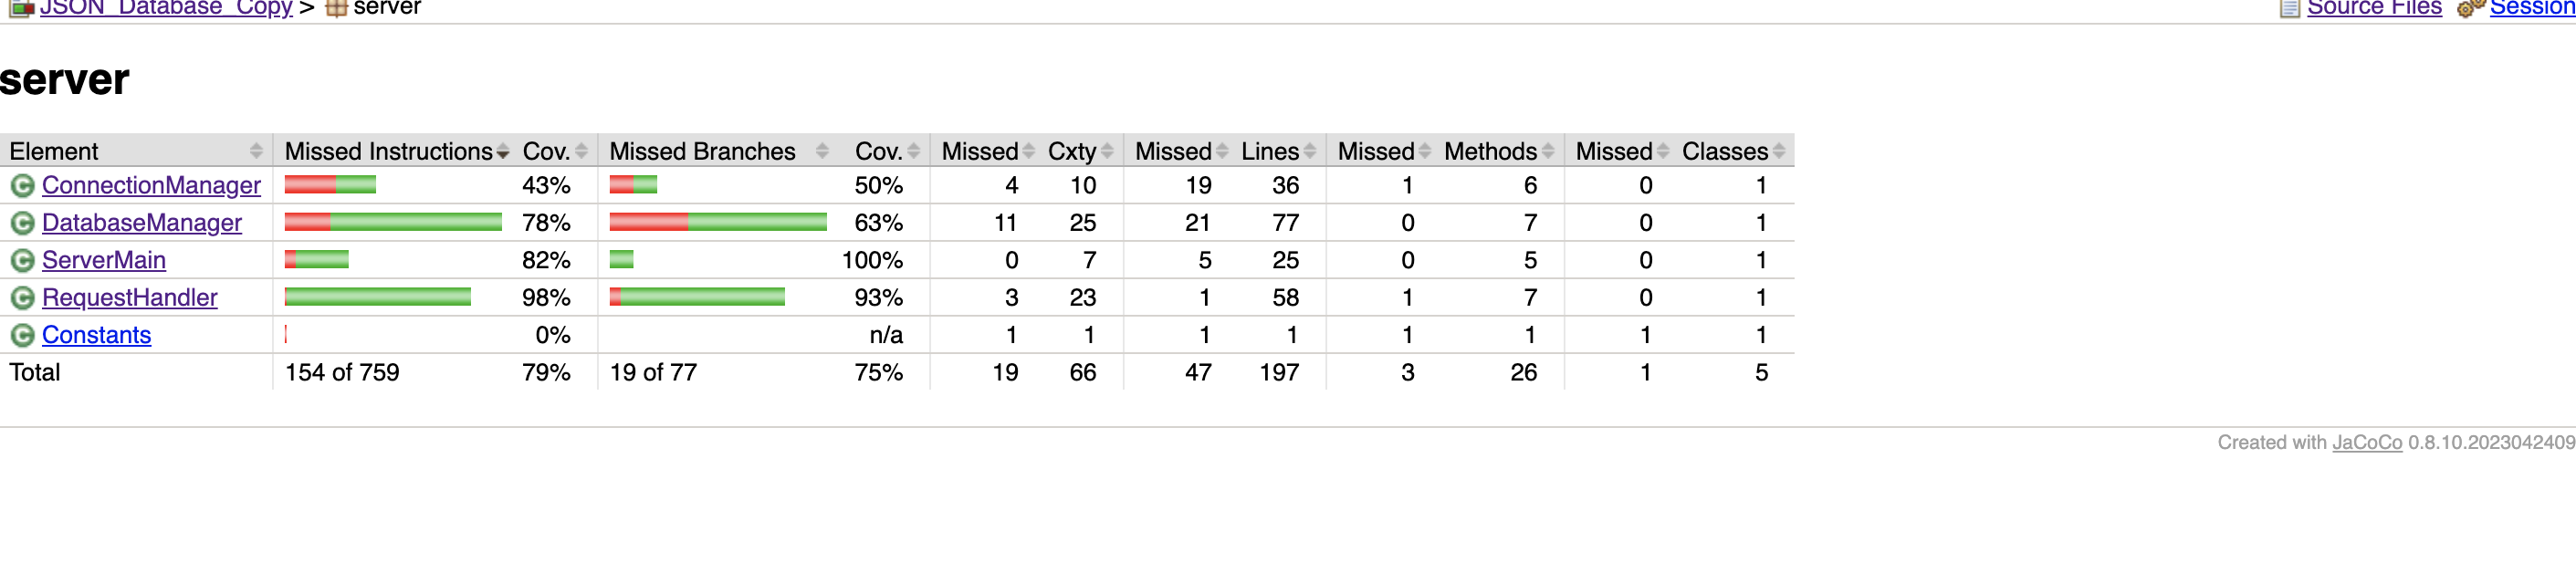 JSON_Database_Copy > server Source Files Session
server
Element Missed Instructions Cov. Missed Branches Cov. Missed Cxty Missed Lines Missed Methods Missed Classes
ConnectionManager 43% 50% 4 10 19 36 1 6 0 1
DatabaseManager 78% 63% 11 25 21 77 0 7 0 1
ServerMain 82% 100% 0 7 5 25 0 5 0 1
RequestHandler 98% 93% 3 23 1 58 1 7 0 1
Constants 0% n/a 1 1 1 1 1 1 1 1
Total 154 of 759 79% 19 of 77 75% 19 66 47 197 3 26 1 5
Created with JaCoCo 0.8.10.2023042409